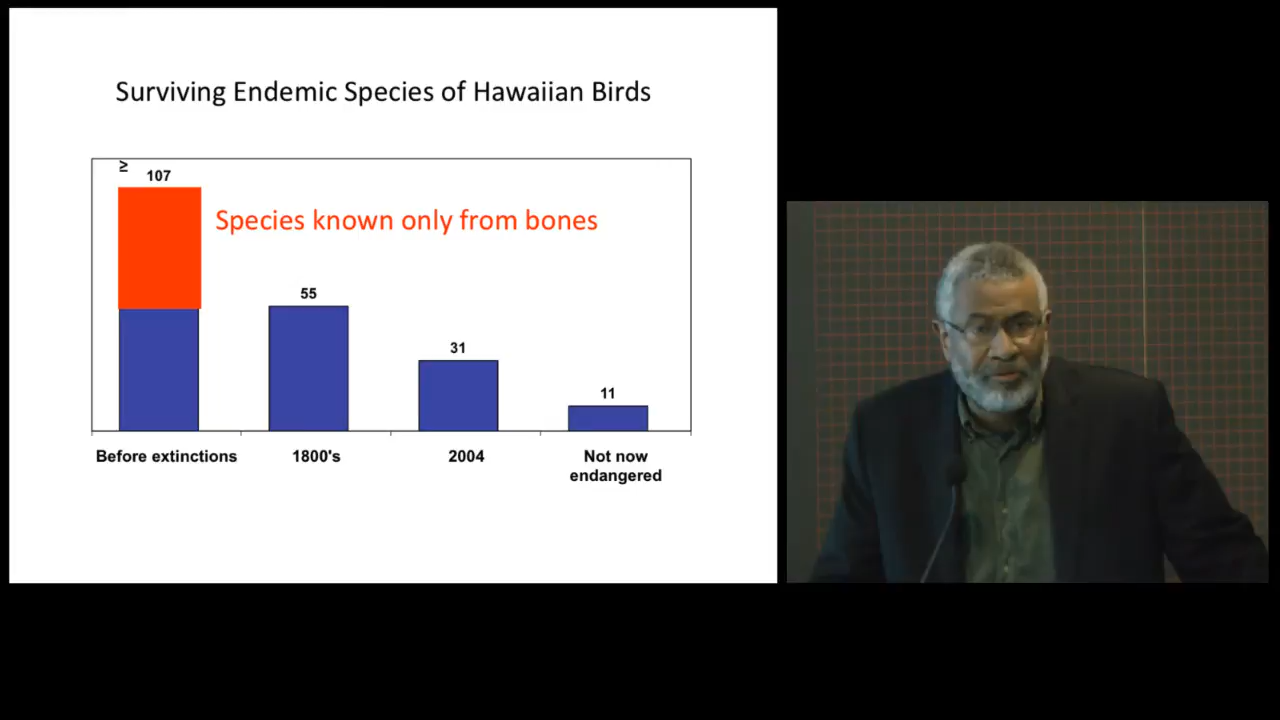 Surviving Endemic Species of Hawaiian Birds
≥
107
Species known only from bones
55
31
11
Before extinctions
1800's
2004
Not now
endangered